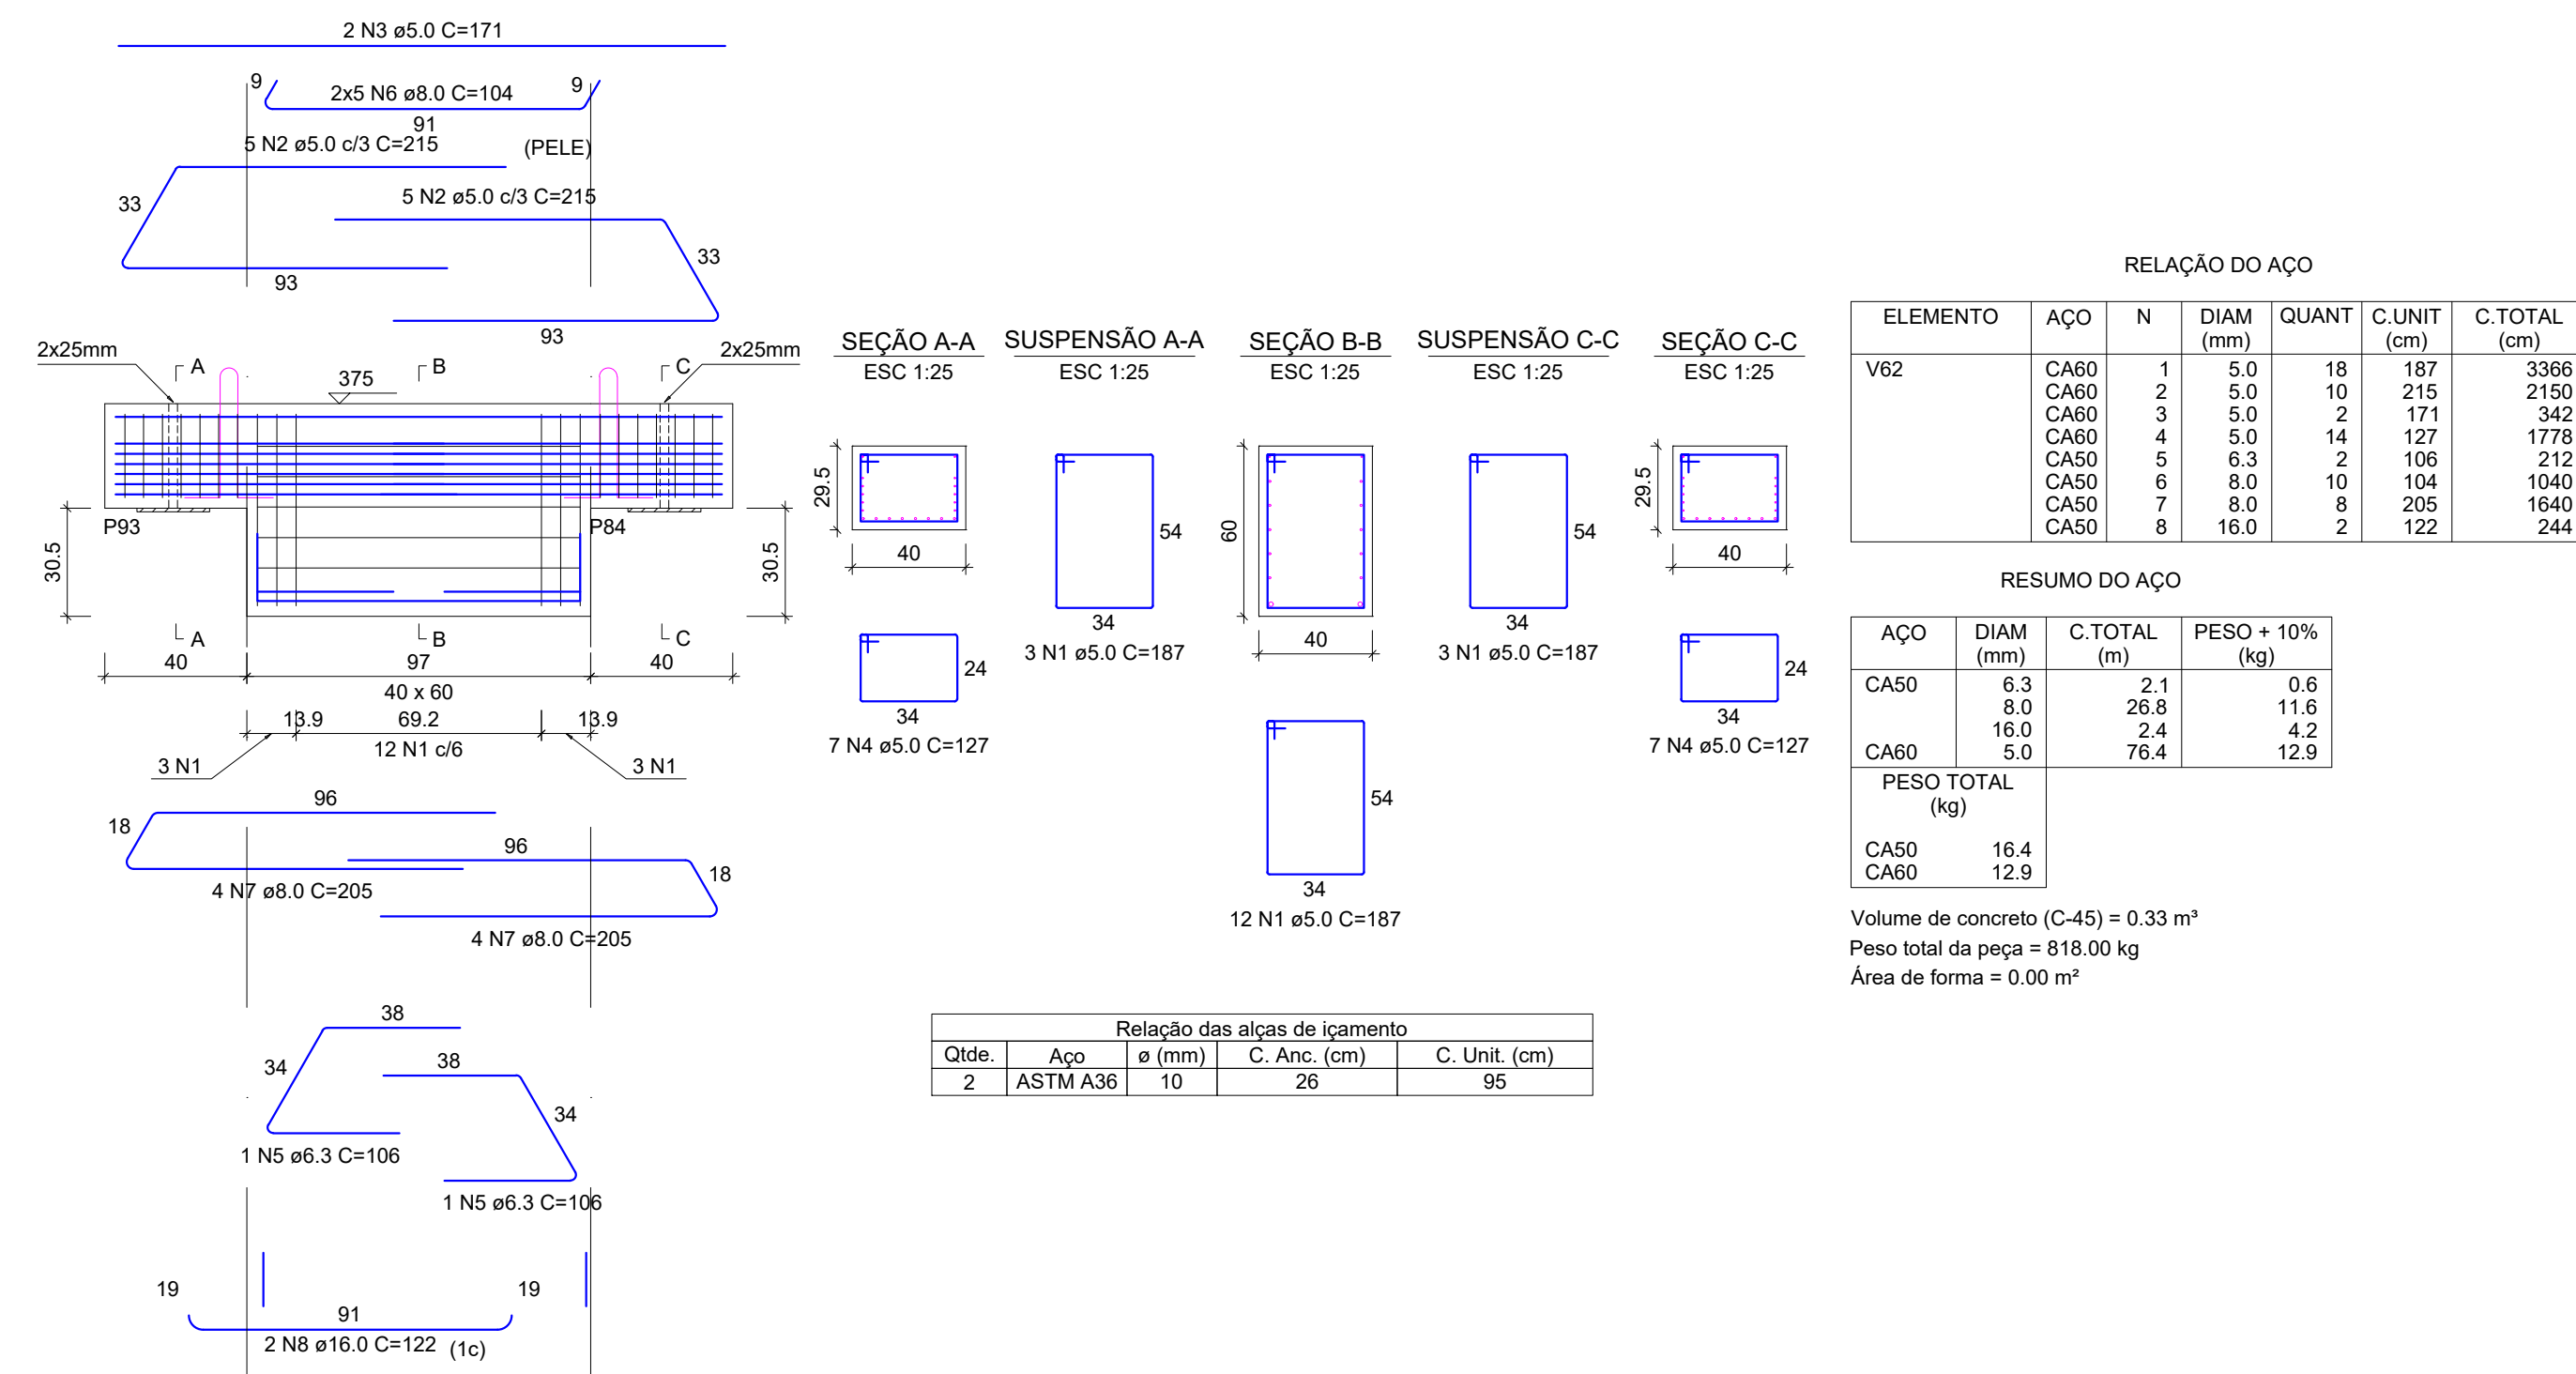 2 N3 ø5.0 C=171
9
2x5 N6 ø8.0 C=104
9
91
5 N2 ø5.0 c/3 C=215
(PELE)
33
5 N2 ø5.0 c/3 C=215
93
33
93
2x25mm
A
B
C
2x25mm
375
P93
P84
30.5
30.5
A
B
C
40
97
40
40 x 60
13.9
69.2
13.9
12 N1 c/6
3 N1
3 N1
96
18
96
18
4 N7 ø8.0 C=205
4 N7 ø8.0 C=205
38
34
38
34
1 N5 ø6.3 C=106
1 N5 ø6.3 C=106
19
19
91
2 N8 ø16.0 C=122
(1c)
SEÇÃO A-A
ESC 1:25
29.5
40
24
34
7 N4 ø5.0 C=127
SUSPENSÃO A-A
ESC 1:25
54
34
3 N1 ø5.0 C=187
SEÇÃO B-B
ESC 1:25
60
40
54
34
12 N1 ø5.0 C=187
SUSPENSÃO C-C
ESC 1:25
54
34
3 N1 ø5.0 C=187
SEÇÃO C-C
ESC 1:25
29.5
40
24
34
7 N4 ø5.0 C=127
Relação das alças de içamento
Qtde. Aço ø (mm) C. Anc. (cm) C. Unit. (cm)
2 ASTM A36 10 26 95
RELAÇÃO DO AÇO
ELEMENTO AÇO N DIAM QUANT C.UNIT C.TOTAL
(mm) (cm) (cm)
V62 CA60 1 5.0 18 187 3366
CA60 2 5.0 10 215 2150
CA60 3 5.0 2 171 342
CA60 4 5.0 14 127 1778
CA50 5 6.3 2 106 212
CA50 6 8.0 10 104 1040
CA50 7 8.0 8 205 1640
CA50 8 16.0 2 122 244
RESUMO DO AÇO
AÇO DIAM C.TOTAL PESO + 10%
(mm) (m) (kg)
CA50 6.3 2.1 0.6
8.0 26.8 11.6
16.0 2.4 4.2
CA60 5.0 76.4 12.9
PESO TOTAL
(kg)
CA50 16.4
CA60 12.9
Volume de concreto (C-45) = 0.33 m³
Peso total da peça = 818.00 kg
Área de forma = 0.00 m²